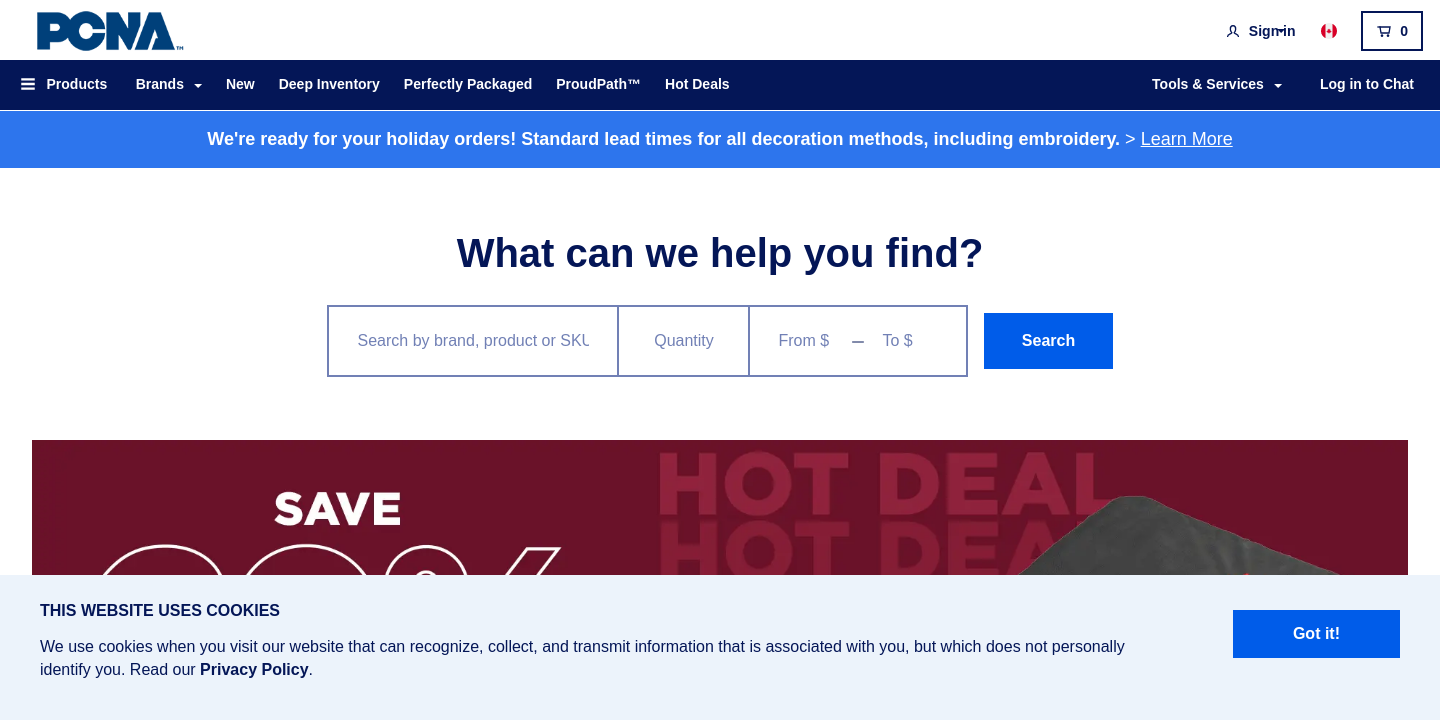 PCNA™
Sign in
0
Products
Brands
New
Deep Inventory
Perfectly Packaged
ProudPath™
Hot Deals
Tools & Services
Log in to Chat
We're ready for your holiday orders! Standard lead times for all decoration methods, including embroidery. > Learn More
What can we help you find?
Search by brand, product or SKU
Quantity
From $
To $
Search
HOT DEAL
SAVE
HOT DEA
THIS WEBSITE USES COOKIES
We use cookies when you visit our website that can recognize, collect, and transmit information that is associated with you, but which does not personally
identify you. Read our Privacy Policy.
Got it!